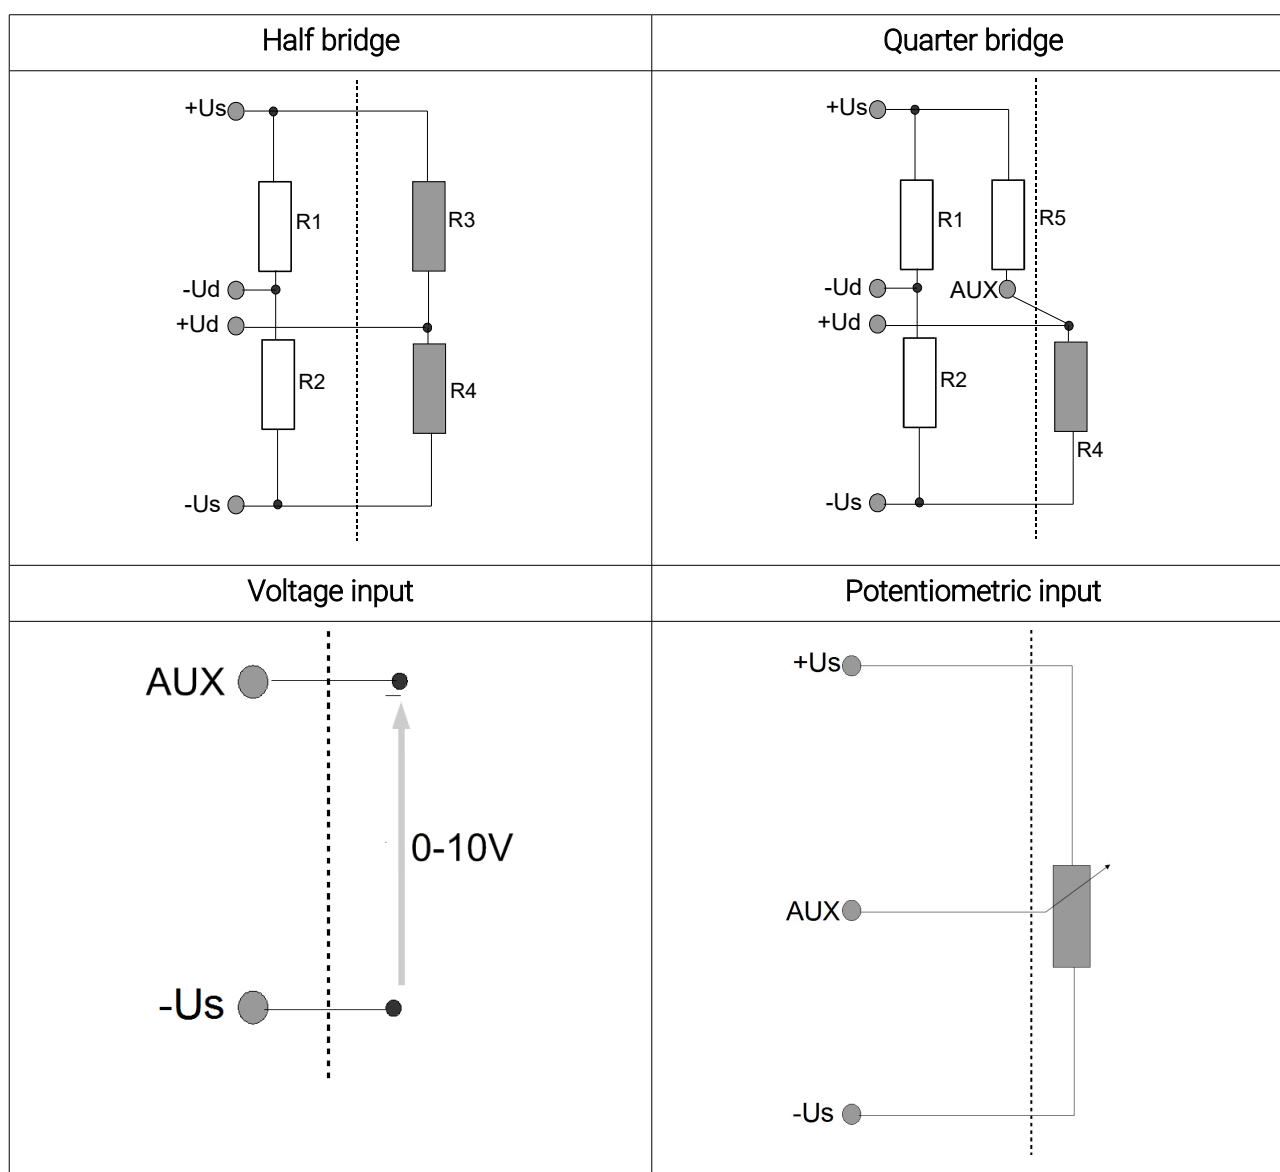 Half bridge
Quarter bridge
+Us
R1
R3
-Ud
+Ud
R2
R4
-Us
+Us
R1
R5
-Ud
AUX
+Ud
R2
R4
-Us
Voltage input
Potentiometric input
AUX
0-10V
-Us
+Us
AUX
-Us